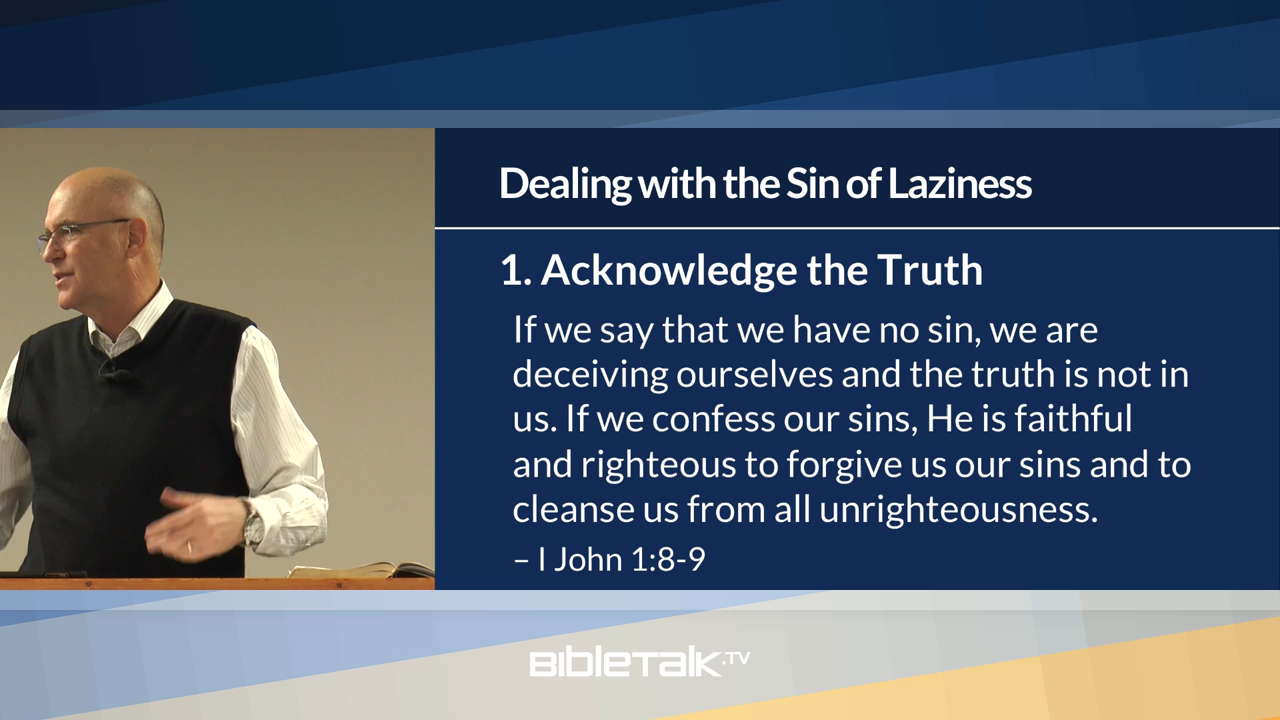 Dealing with the Sin of Laziness
1. Acknowledge the Truth
If we say that we have no sin, we are
deceiving ourselves and the truth is not in
us. If we confess our sins, He is faithful
and righteous to forgive us our sins and to
cleanse us from all unrighteousness.
– I John 1:8-9
BibleTalk.TV